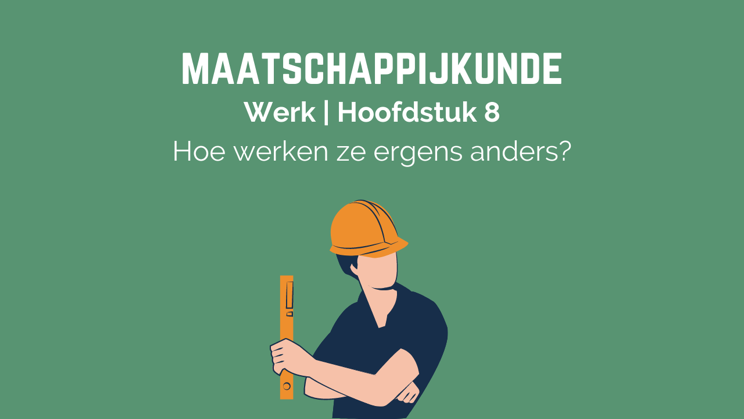 MAATSCHAPPIJKUNDE
Werk | Hoofdstuk 8
Hoe werken ze ergens anders?